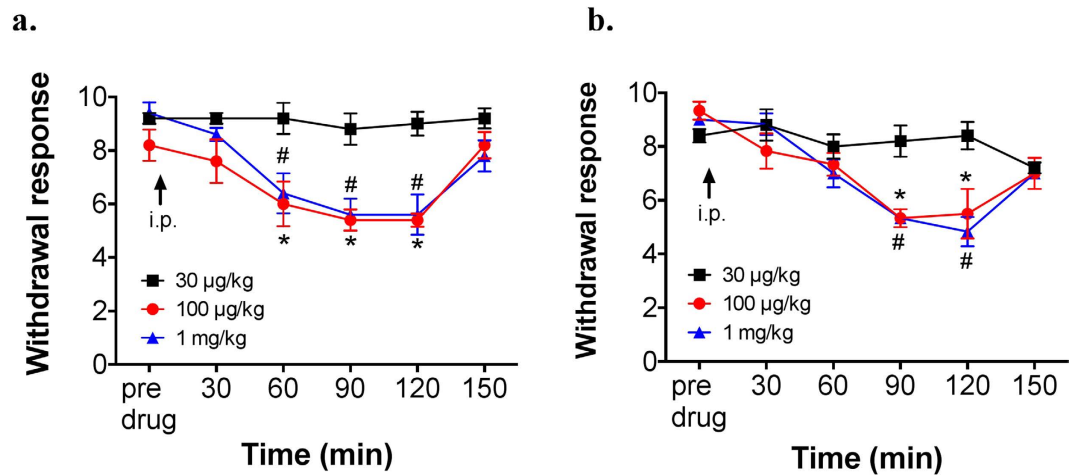 a.
Withdrawal response
10
8
6
4
2
0
#
#
#
*
*
*
i.p.
30 µg/kg
100 µg/kg
1 mg/kg
pre drug
30
60
90
120
150
Time (min)
b.
Withdrawal response
10
8
6
4
2
0
*
*
#
#
i.p.
30 µg/kg
100 µg/kg
1 mg/kg
pre drug
30
60
90
120
150
Time (min)